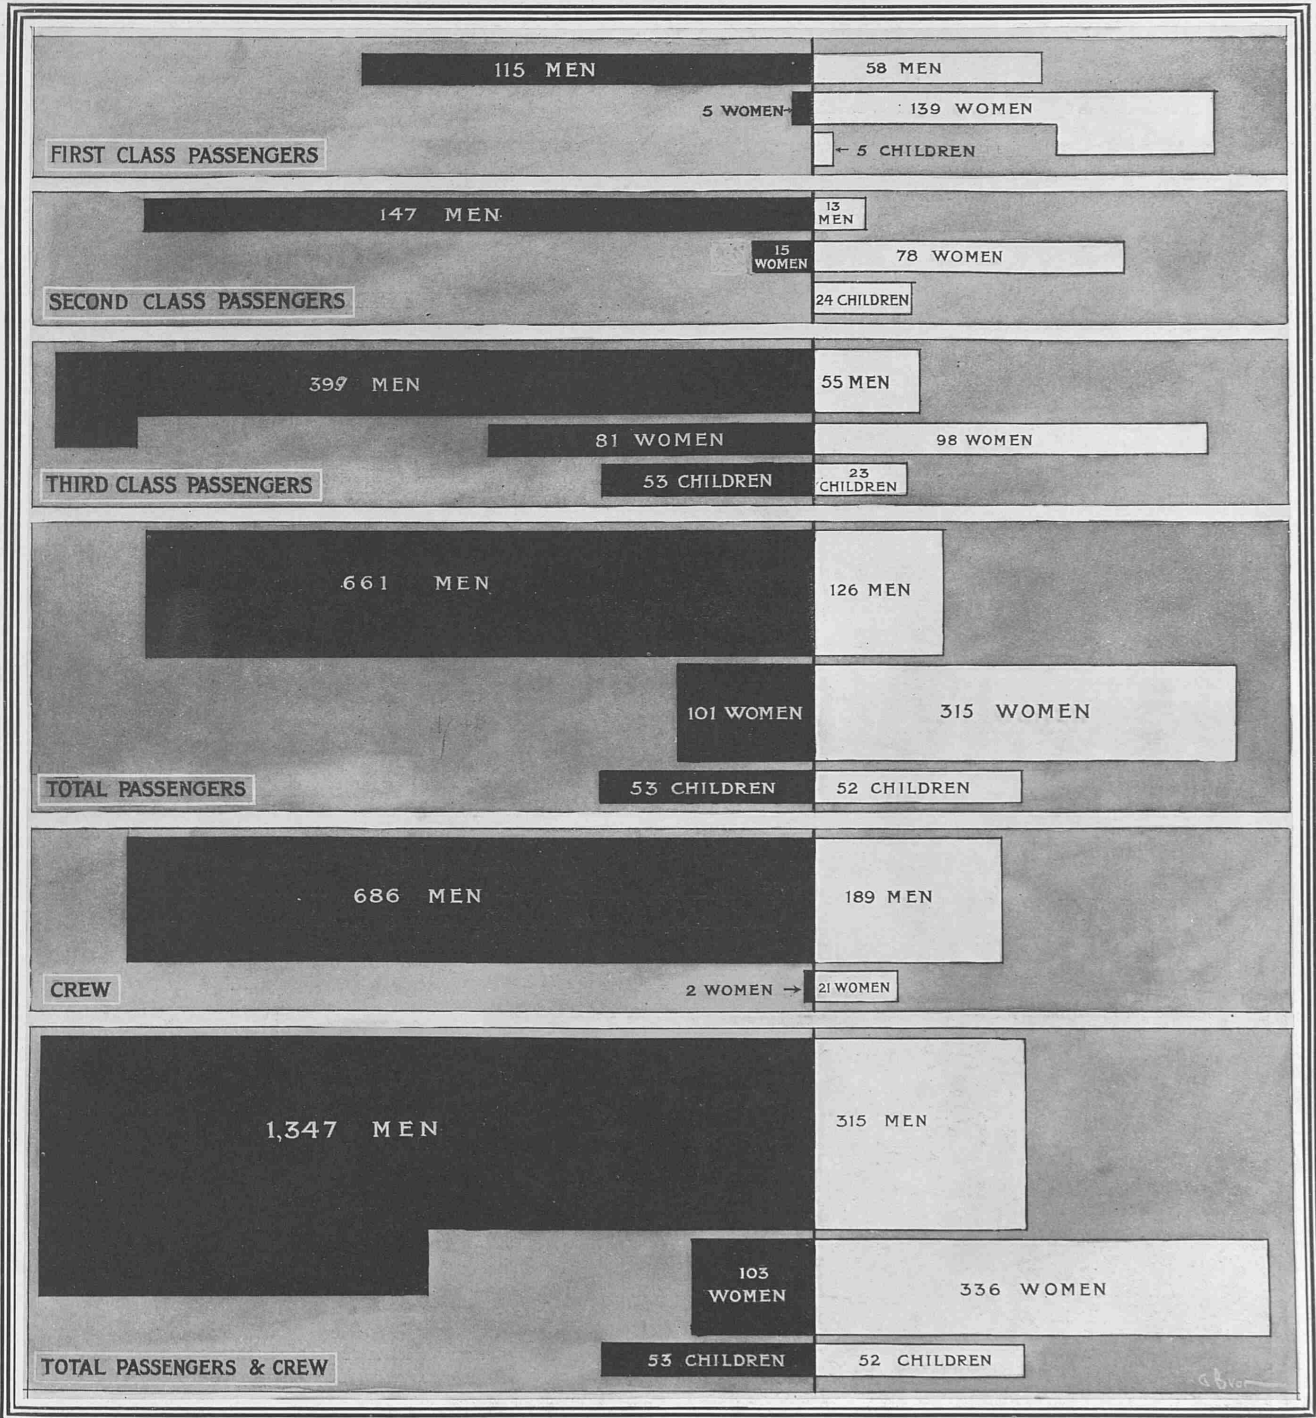 115 MEN
58 MEN
5 WOMEN
139 WOMEN
5 CHILDREN
FIRST CLASS PASSENGERS
147 MEN
13
MEN
15
WOMEN
78 WOMEN
24 CHILDREN
SECOND CLASS PASSENGERS
399 MEN
55 MEN
81 WOMEN
98 WOMEN
53 CHILDREN
23
CHILDREN
THIRD CLASS PASSENGERS
661 MEN
126 MEN
101 WOMEN
315 WOMEN
53 CHILDREN
52 CHILDREN
TOTAL PASSENGERS
686 MEN
189 MEN
2 WOMEN
21 WOMEN
CREW
1,347 MEN
315 MEN
103
WOMEN
336 WOMEN
53 CHILDREN
52 CHILDREN
TOTAL PASSENGERS & CREW